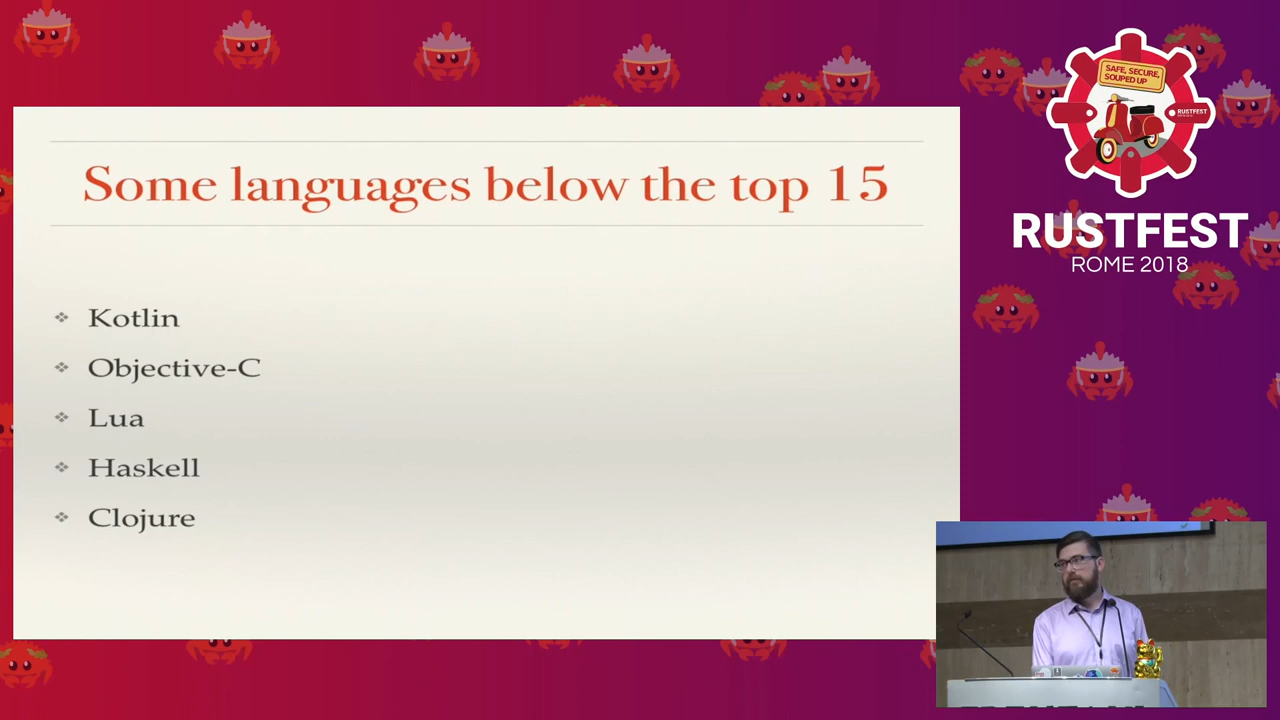 Some languages below the top 15
Kotlin
Objective-C
Lua
Haskell
Clojure
SAFE, SECURE,
SOUPED UP
RUSTFEST
RUSTFEST
ROME 2018